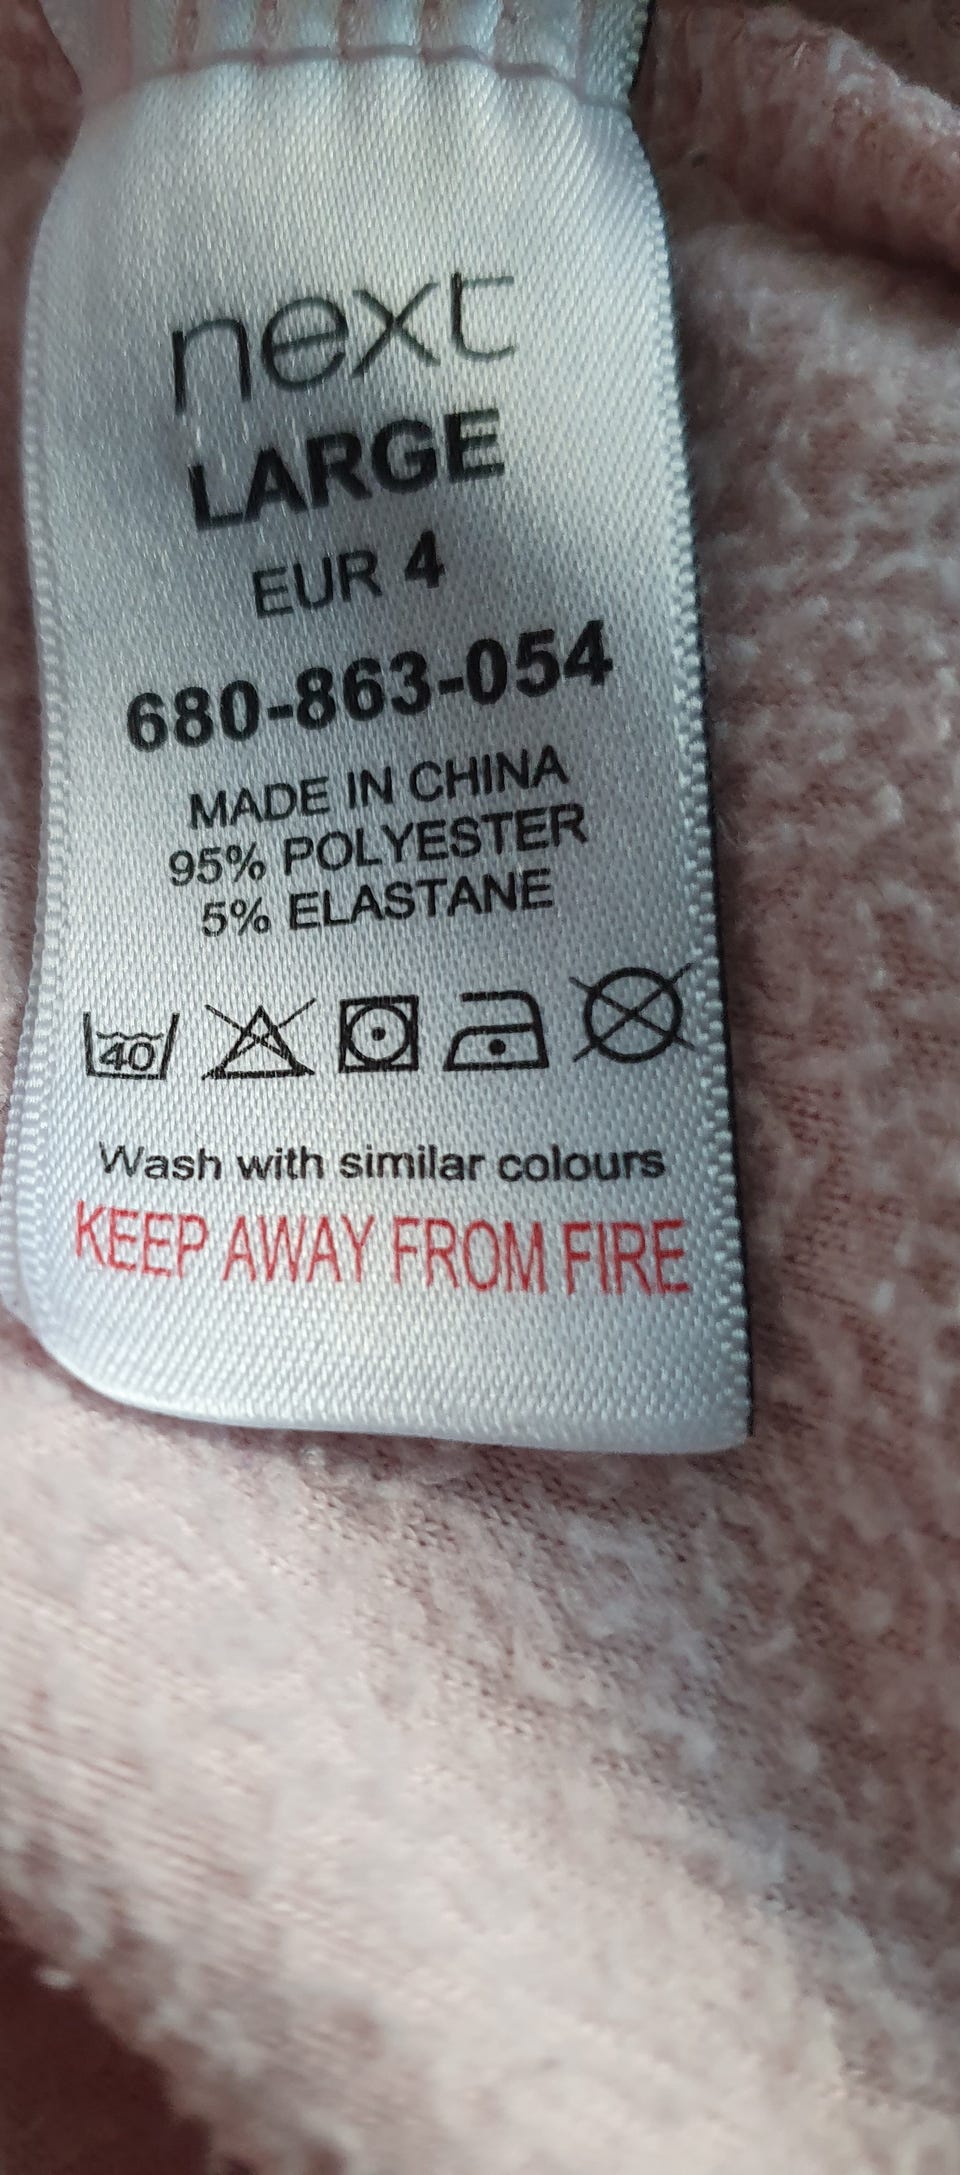 next
LARGE
EUR 4
680-863-054
MADE IN CHINA
95% POLYESTER
5% ELASTANE
40
Wash with similar colours
KEEP AWAY FROM FIRE